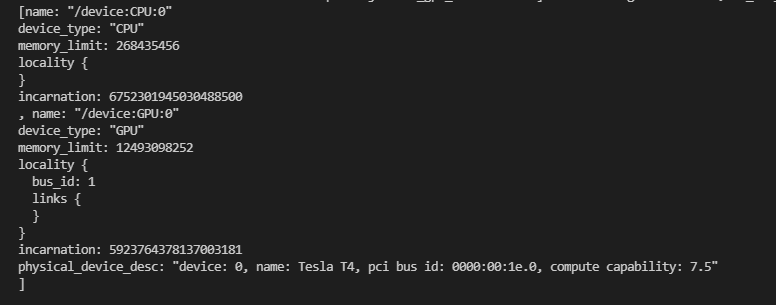 [name: "/device:CPU:0"
device_type: "CPU"
memory_limit: 268435456
locality {
}
incarnation: 6752301945030488500
, name: "/device:GPU:0"
device_type: "GPU"
memory_limit: 12493098252
locality {
  bus_id: 1
  links {
  }
}
incarnation: 5923764378137003181
physical_device_desc: "device: 0, name: Tesla T4, pci bus id: 0000:00:1e.0, compute capability: 7.5"
]